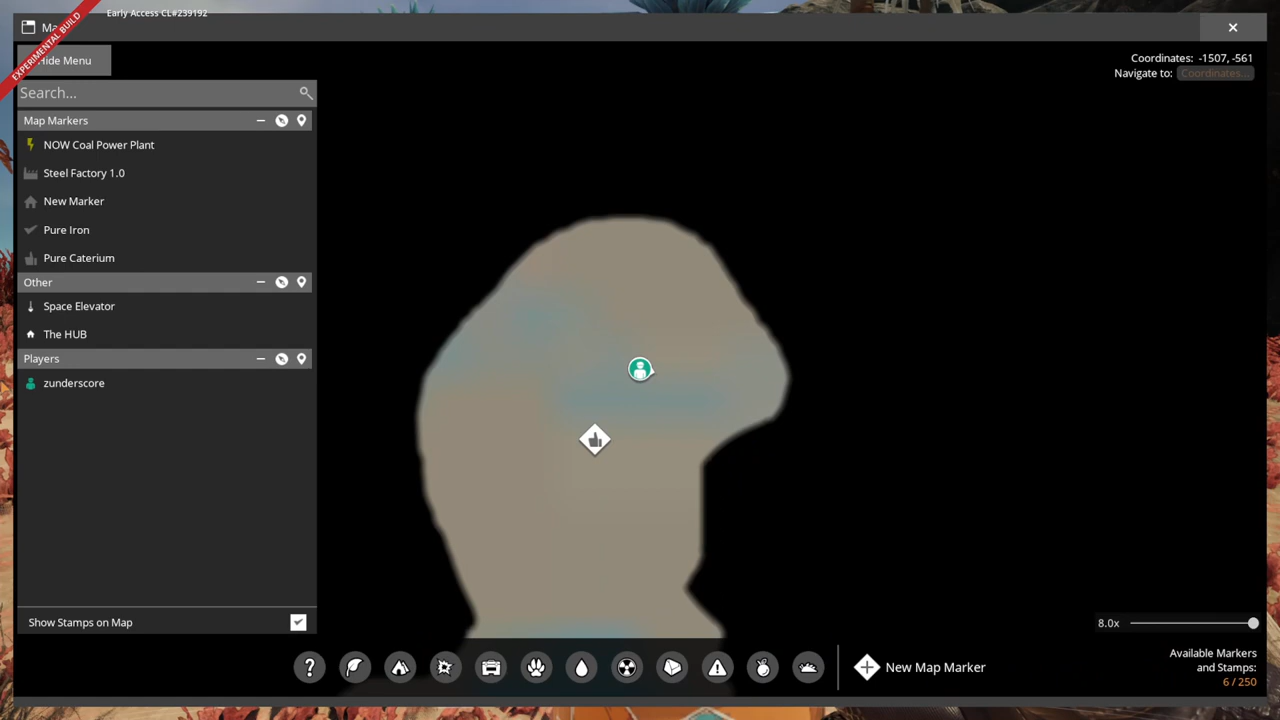 Early Access CL#239192
EXPERIMENTAL BUILD
Hide Menu
Coordinates: -1507, -561
Navigate to: Coordinates...
Search...
Map Markers
NOW Coal Power Plant
Steel Factory 1.0
New Marker
Pure Iron
Pure Caterium
Other
Space Elevator
The HUB
Players
zunderscore
Show Stamps on Map
8.0x
?
New Map Marker
Available Markers
and Stamps:
6 / 250